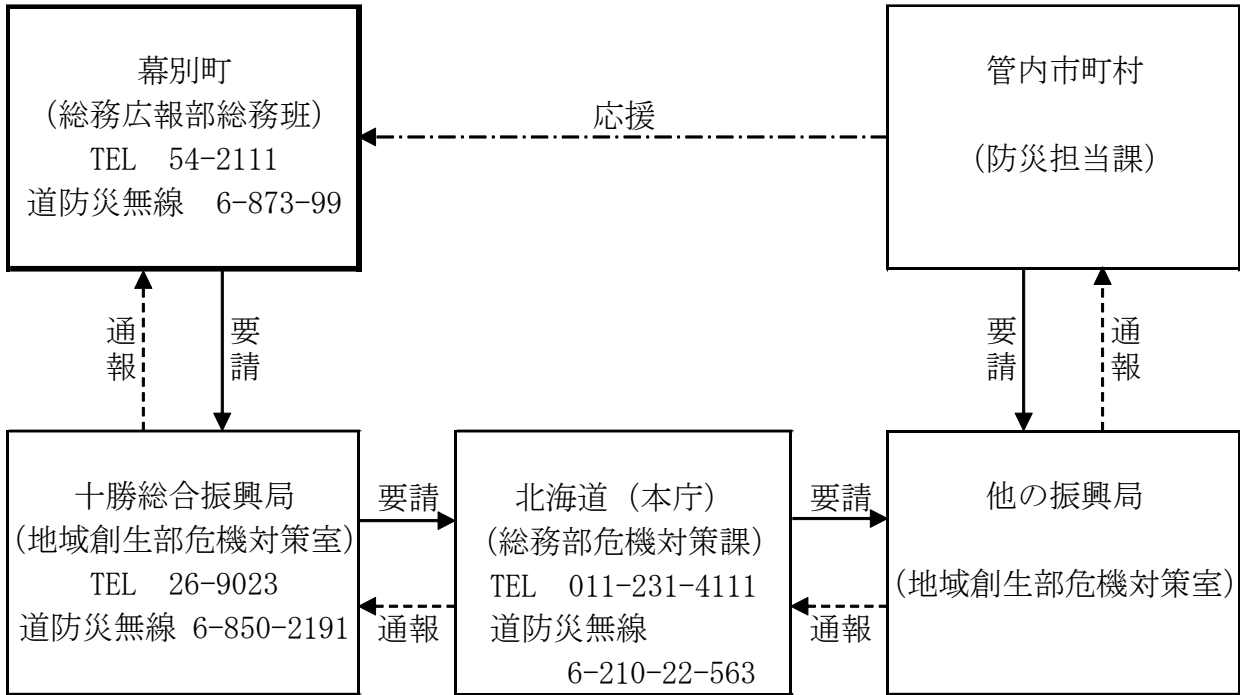 幕別町
(総務広報部総務班)
TEL 54-2111
道防災無線 6-873-99
応援
管内市町村
(防災担当課)
通報
要請
要請
通報
十勝総合振興局
(地域創生部危機対策室)
TEL 26-9023
道防災無線 6-850-2191
要請
通報
北海道(本庁)
(総務部危機対策課)
TEL 011-231-4111
道防災無線
6-210-22-563
要請
通報
他の振興局
(地域創生部危機対策室)